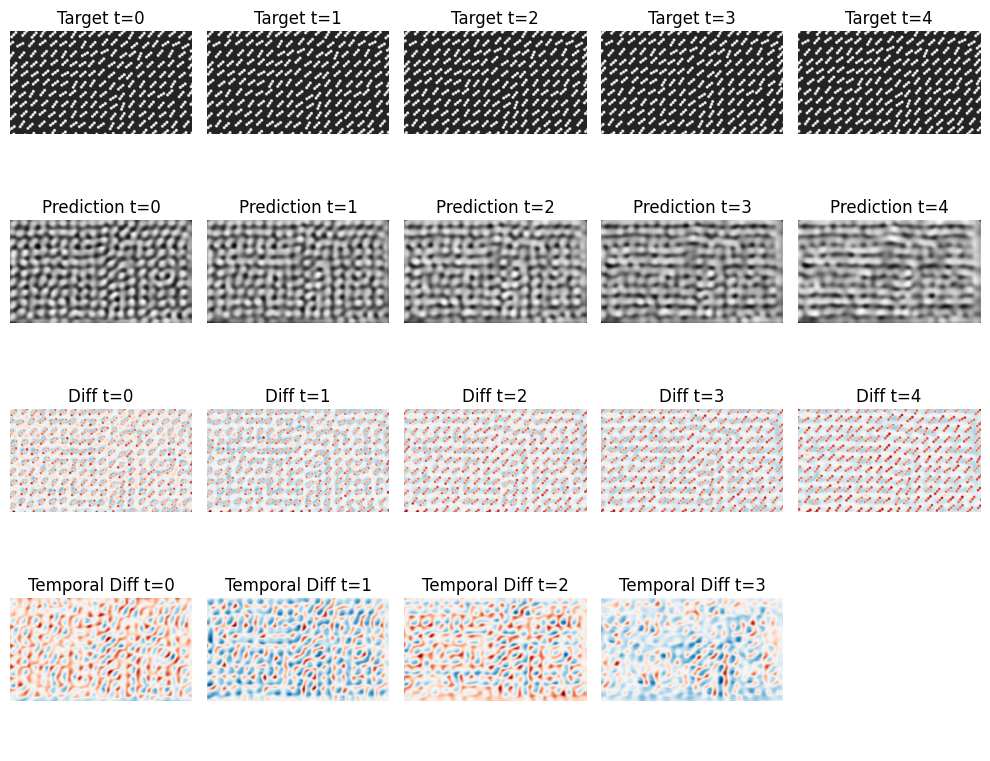 Target t=0 Target t=1 Target t=2 Target t=3 Target t=4
Prediction t=0 Prediction t=1 Prediction t=2 Prediction t=3 Prediction t=4
Diff t=0 Diff t=1 Diff t=2 Diff t=3 Diff t=4
Temporal Diff t=0 Temporal Diff t=1 Temporal Diff t=2 Temporal Diff t=3